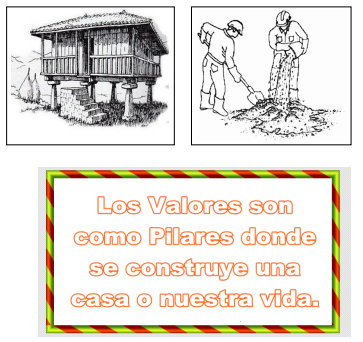 Los Valores son
como Pilares donde
se construye una
casa o nuestra vida.